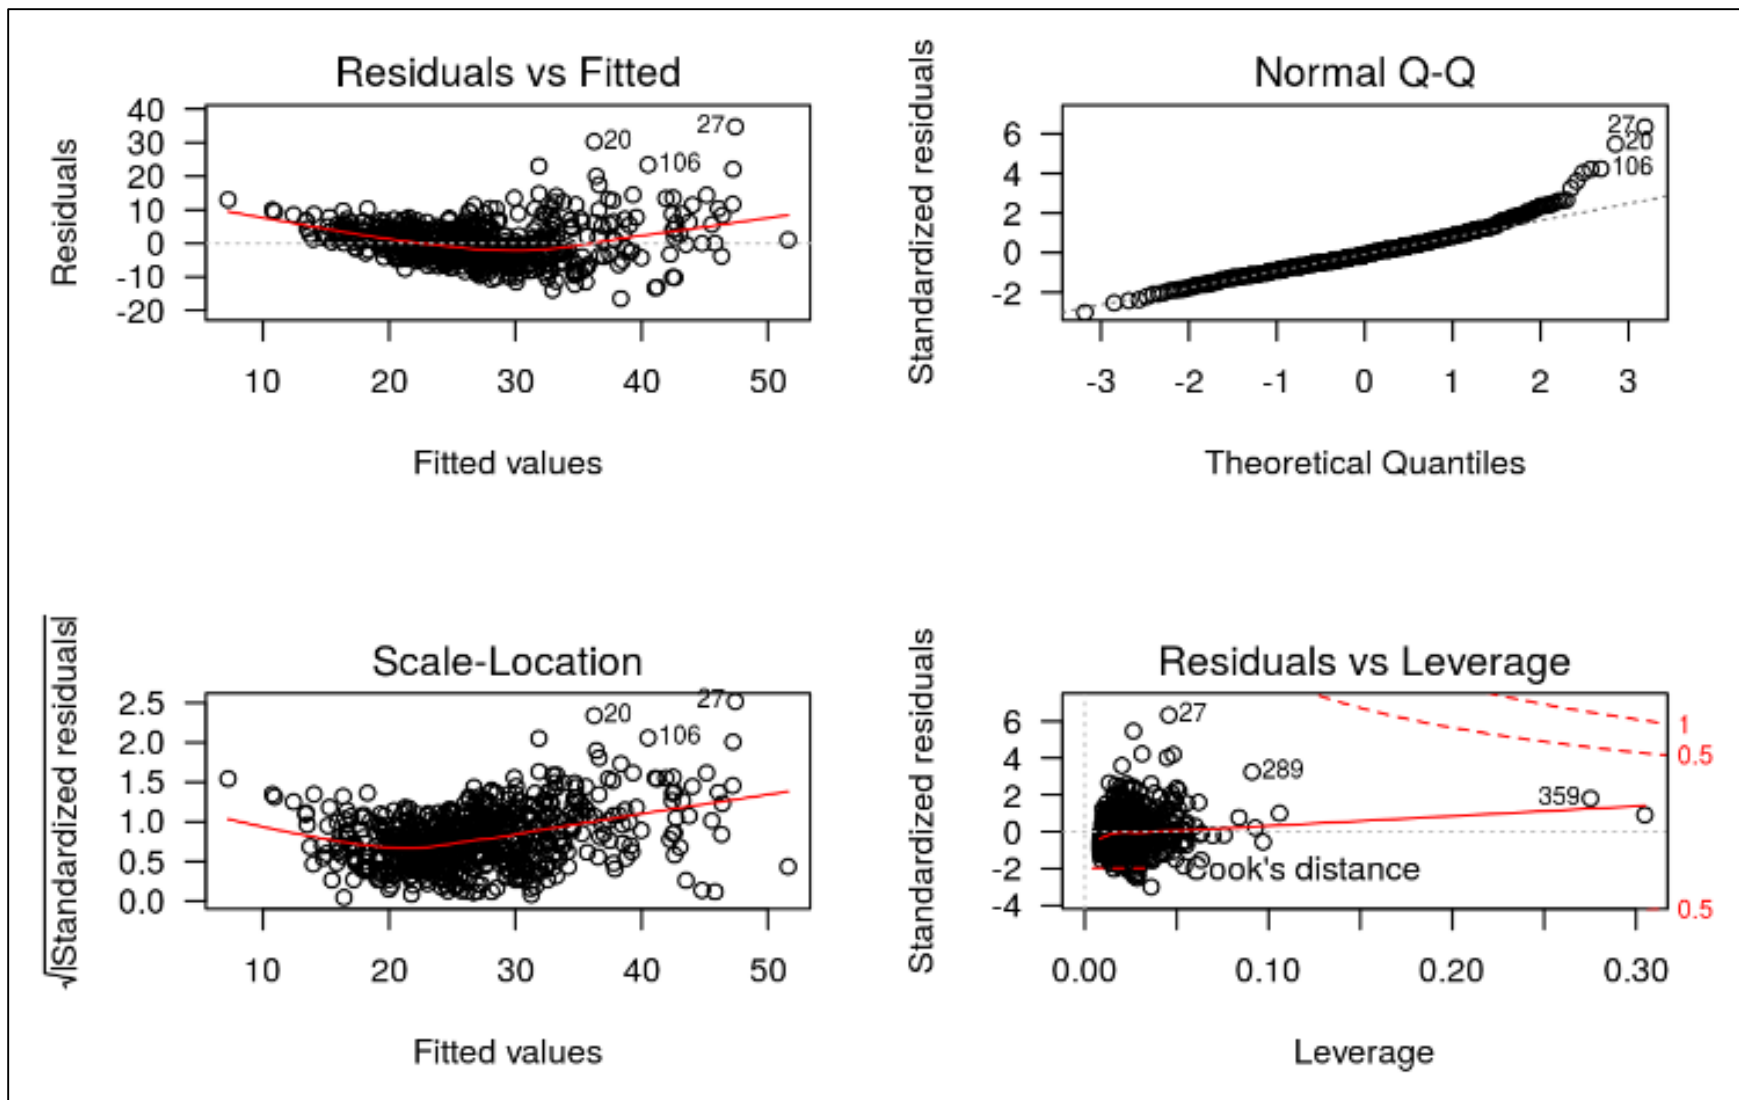 Residuals vs Fitted
Residuals
40
30
20
10
0
-10
-20
27
20
106
10 20 30 40 50
Fitted values
Normal Q-Q
Standardized residuals
6
4
2
0
-2
27
20
106
-3 -2 -1 0 1 2 3
Theoretical Quantiles
Scale-Location
√|Standardized residuals|
2.5
2.0
1.5
1.0
0.5
0.0
27
20
106
10 20 30 40 50
Fitted values
Residuals vs Leverage
Standardized residuals
6
4
2
0
-2
-4
27
289
359
Cook's distance
1
0.5
0.5
0.00 0.10 0.20 0.30
Leverage